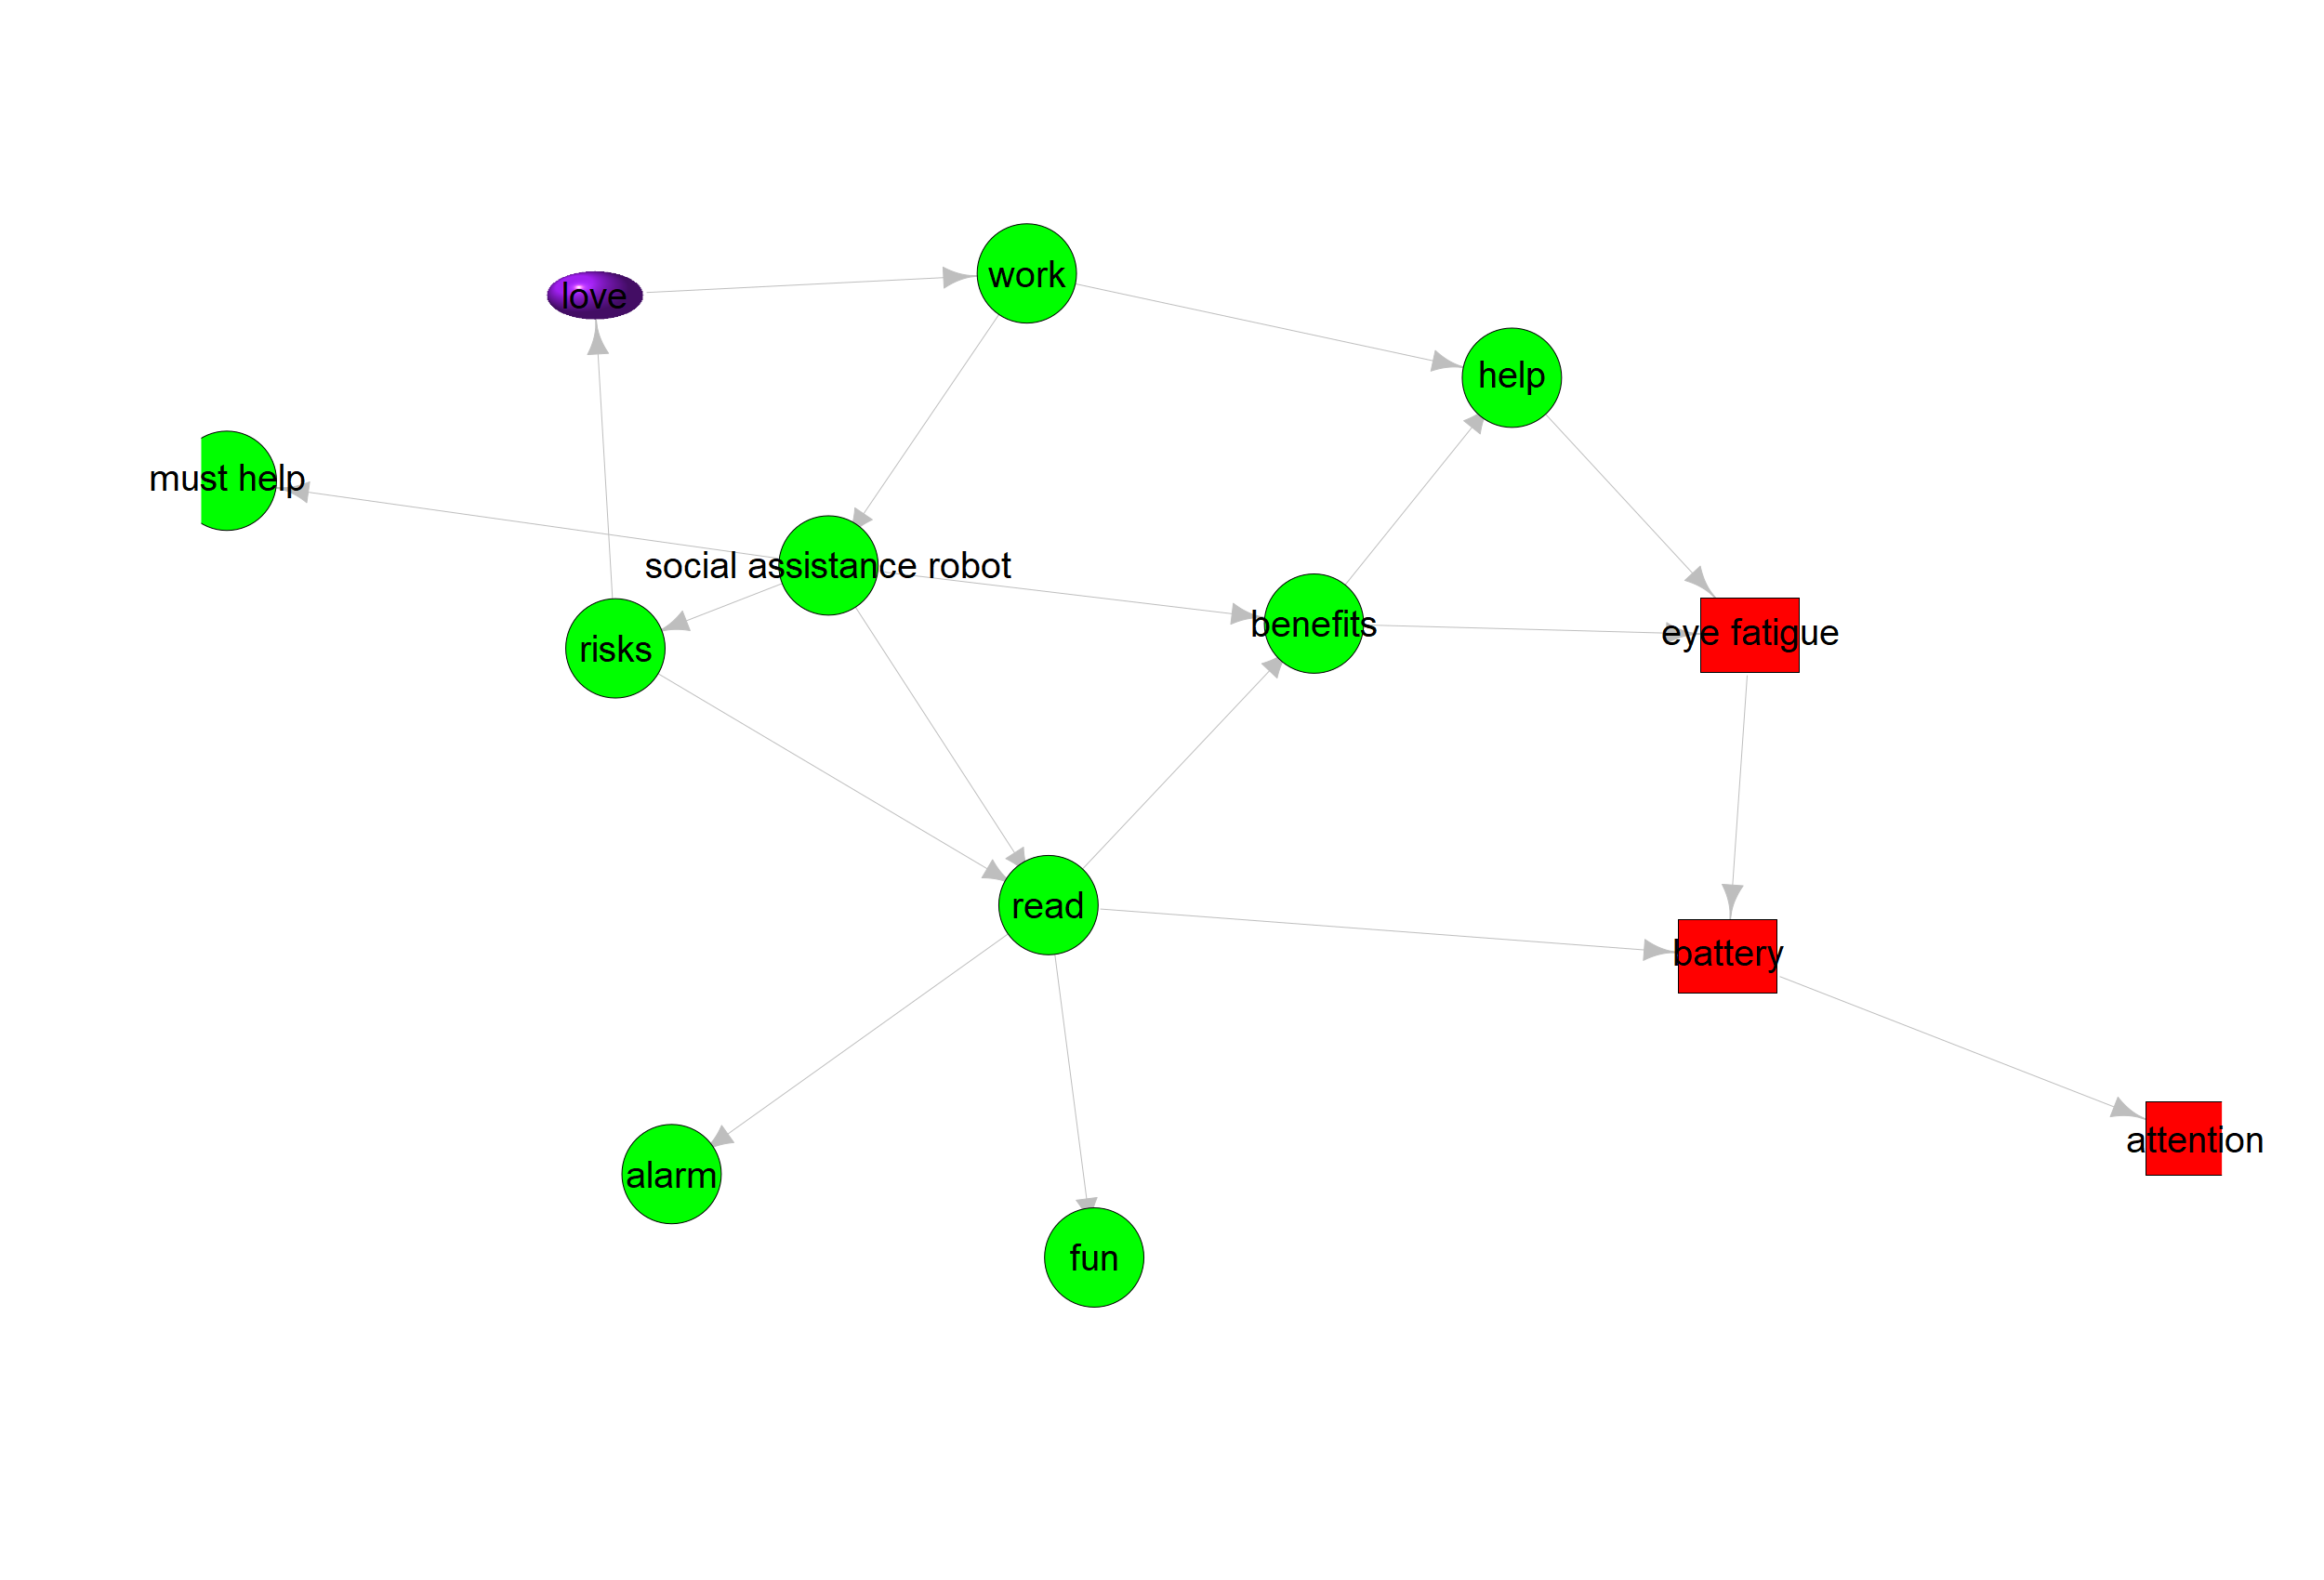 work
love
help
must help
social assistance robot
benefits
eye fatigue
risks
read
battery
attention
alarm
fun